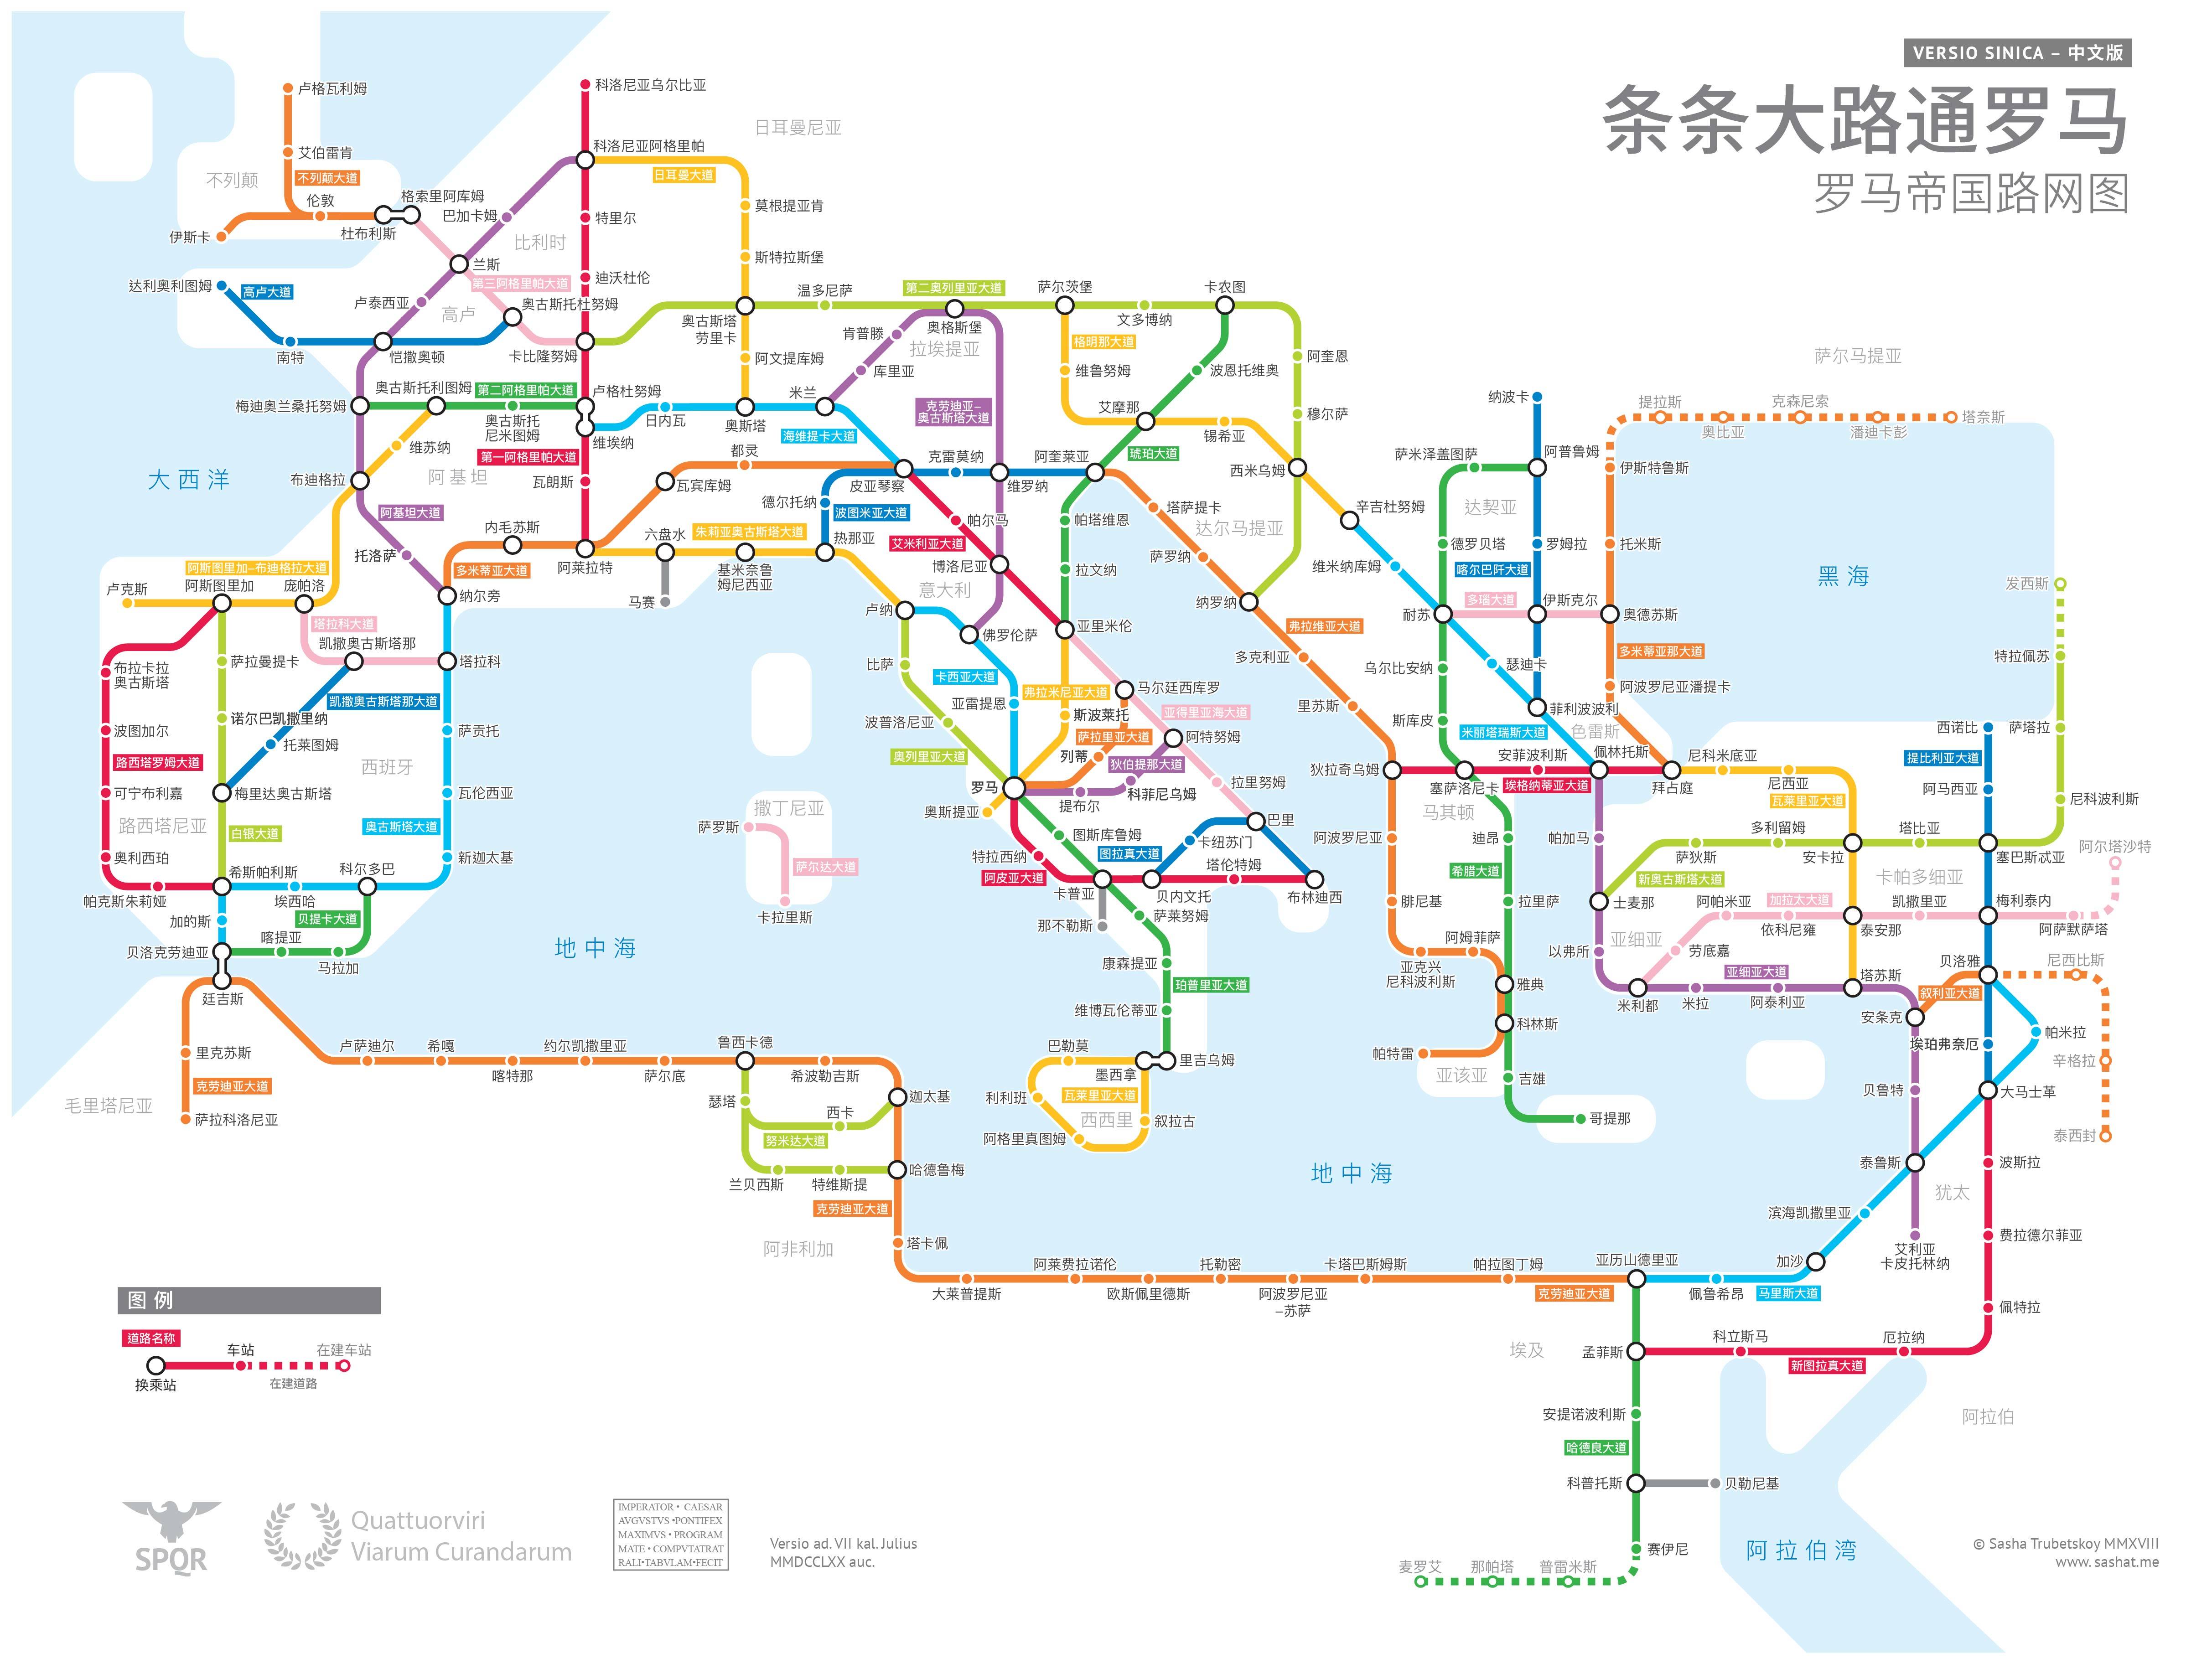 VERSIO SINICA – 中文版
条条大路通罗马
罗马帝国路网图
卢格瓦利姆
艾伯雷肯
不列颠
不列颠大道
伦敦
伊斯卡
杜布利斯
格索里阿库姆
巴加卡姆
科洛尼亚乌尔比亚
科洛尼亚阿格里帕
日耳曼尼亚
日耳曼大道
莫根提亚肯
斯特拉斯堡
特里尔
比利时
兰斯
第三阿格里帕大道
迪沃杜伦
达利奥利图姆
高卢大道
卢泰西亚
高卢
奥古斯托杜努姆
南特
恺撒奥顿
卡比隆努姆
奥古斯塔
劳里卡
阿文提库姆
温多尼萨
第二奥列里亚大道
奥格斯堡
肯普滕
拉埃提亚
库里亚
萨尔茨堡
文多博纳
卡农图
格明那大道
维鲁努姆
波恩托维奥
阿奎恩
穆尔萨
梅迪奥兰桑托努姆
奥古斯托利图姆
第二阿格里帕大道
奥古斯托
尼米图姆
卢格杜努姆
维埃纳
日内瓦
奥斯塔
米兰
海维提卡大道
克劳迪亚–
奥古斯塔大道
艾摩那
锡希亚
琥珀大道
西米乌姆
维苏纳
阿基坦
布迪格拉
阿基坦大道
托洛萨
第一阿格里帕大道
瓦朗斯
都灵
瓦宾库姆
皮亚琴察
克雷莫纳
维罗纳
阿奎莱亚
德尔托纳
波图米亚大道
热那亚
内毛苏斯
多米蒂亚大道
阿莱拉特
六盘水
朱莉亚奥古斯塔大道
基米奈鲁
姆尼西亚
马赛
帕尔马
艾米利亚大道
博洛尼亚
意大利
帕塔维恩
拉文纳
塔萨提卡
达尔马提亚
萨罗纳
纳罗纳
弗拉维亚大道
多克利亚
里苏斯
辛吉杜努姆
维米纳库姆
纳波卡
萨米泽盖图萨
阿普鲁姆
达契亚
德罗贝塔
罗姆拉
喀尔巴阡大道
耐苏
多瑙大道
伊斯克尔
奥德苏斯
提拉斯
奥比亚
克森尼索
潘迪卡彭
塔奈斯
萨尔马提亚
伊斯特鲁斯
托米斯
多米蒂亚那大道
阿波罗尼亚潘提卡
黑海
乌尔比安纳
斯库皮
瑟迪卡
菲利波波利
色雷斯
米丽塔瑞斯大道
大西洋
阿斯图里加–布迪格拉大道
卢克斯
阿斯图里加
庞帕洛
塔拉科大道
凯撒奥古斯塔那
塔拉科
纳尔旁
布拉卡拉
奥古斯塔
萨拉曼提卡
凯撒奥古斯塔那大道
诺尔巴凯撒里纳
托莱图姆
波图加尔
路西塔罗姆大道
可宁布利嘉
梅里达奥古斯塔
路西塔尼亚
白银大道
西班牙
萨贡托
瓦伦西亚
奥古斯塔大道
新迦太基
奥利西珀
帕克斯朱莉娅
希斯帕利斯
埃西哈
科尔多巴
加的斯
贝提卡大道
喀提亚
马拉加
贝洛克劳迪亚
廷吉斯
里克苏斯
克劳迪亚大道
萨拉科洛尼亚
毛里塔尼亚
卢纳
佛罗伦萨
亚里米伦
比萨
卡西亚大道
亚雷提恩
弗拉米尼亚大道
斯波莱托
马尔廷西库罗
亚得里亚海大道
萨拉里亚大道
阿特努姆
波普洛尼亚
奥列里亚大道
列蒂
狄伯提那大道
科菲尼乌姆
拉里努姆
罗马
提布尔
奥斯提亚
图斯库鲁姆
特拉西纳
阿皮亚大道
图拉真大道
卡纽苏门
巴里
塔伦特姆
卡普亚
贝内文托
布林迪西
那不勒斯
萨莱努姆
康森提亚
珀普里亚大道
维博瓦伦蒂亚
里吉乌姆
墨西拿
巴勒莫
利利班
瓦莱里亚大道
西西里
叙拉古
阿格里真图姆
撒丁尼亚
萨罗斯
萨尔达大道
卡拉里斯
地中海
地中海
卢萨迪尔
希嘎
喀特那
约尔凯撒里亚
萨尔底
鲁西卡德
希波勒吉斯
瑟塔
西卡
努米达大道
迦太基
兰贝西斯
特维斯提
哈德鲁梅
克劳迪亚大道
塔卡佩
阿非利加
大莱普提斯
阿莱费拉诺伦
欧斯佩里德斯
托勒密
阿波罗尼亚
–苏萨
卡塔巴斯姆斯
帕拉图丁姆
克劳迪亚大道
亚历山德里亚
佩鲁希昂
马里斯大道
加沙
狄拉奇乌姆
塞萨洛尼卡
安菲波利斯
埃格纳蒂亚大道
佩林托斯
拜占庭
马其顿
阿波罗尼亚
迪昂
希腊大道
拉里萨
腓尼基
亚克兴
尼科波利斯
阿姆菲萨
雅典
科林斯
帕特雷
亚该亚
吉雄
哥提那
尼科米底亚
尼西亚
瓦莱里亚大道
帕加马
萨狄斯
新奥古斯塔大道
多利留姆
安卡拉
塔比亚
塞巴斯忒亚
士麦那
阿帕米亚
加拉太大道
依科尼雍
泰安那
卡帕多细亚
凯撒里亚
梅利泰内
阿萨默萨塔
阿尔塔沙特
亚细亚
以弗所
劳底嘉
亚细亚大道
米利都
米拉
阿泰利亚
塔苏斯
发西斯
特拉佩苏
萨塔拉
西诺比
提比利亚大道
阿马西亚
尼科波利斯
贝洛雅
叙利亚大道
安条克
尼西比斯
帕米拉
埃珀弗奈厄
辛格拉
泰西封
贝鲁特
大马士革
泰鲁斯
犹太
波斯拉
滨海凯撒里亚
艾利亚
卡皮托林纳
费拉德尔菲亚
佩特拉
埃及
孟菲斯
科立斯马
新图拉真大道
厄拉纳
安提诺波利斯
哈德良大道
阿拉伯
科普托斯
贝勒尼基
赛伊尼
阿拉伯湾
麦罗艾
那帕塔
普雷米斯
图例
道路名称
车站
在建车站
换乘站
在建道路
SPQR
Quattuorviri
Viarum Curandarum
IMPERATOR • CAESAR
AVGVSTVS •PONTIFEX
MAXIMVS • PROGRAM
MATE • COMPVTATRAT
RALI•TABVLAM•FECIT
Versio ad. VII kal. Julius
MMDCCLXX auc.
© Sasha Trubetskoy MMXVIII
www. sashat.me